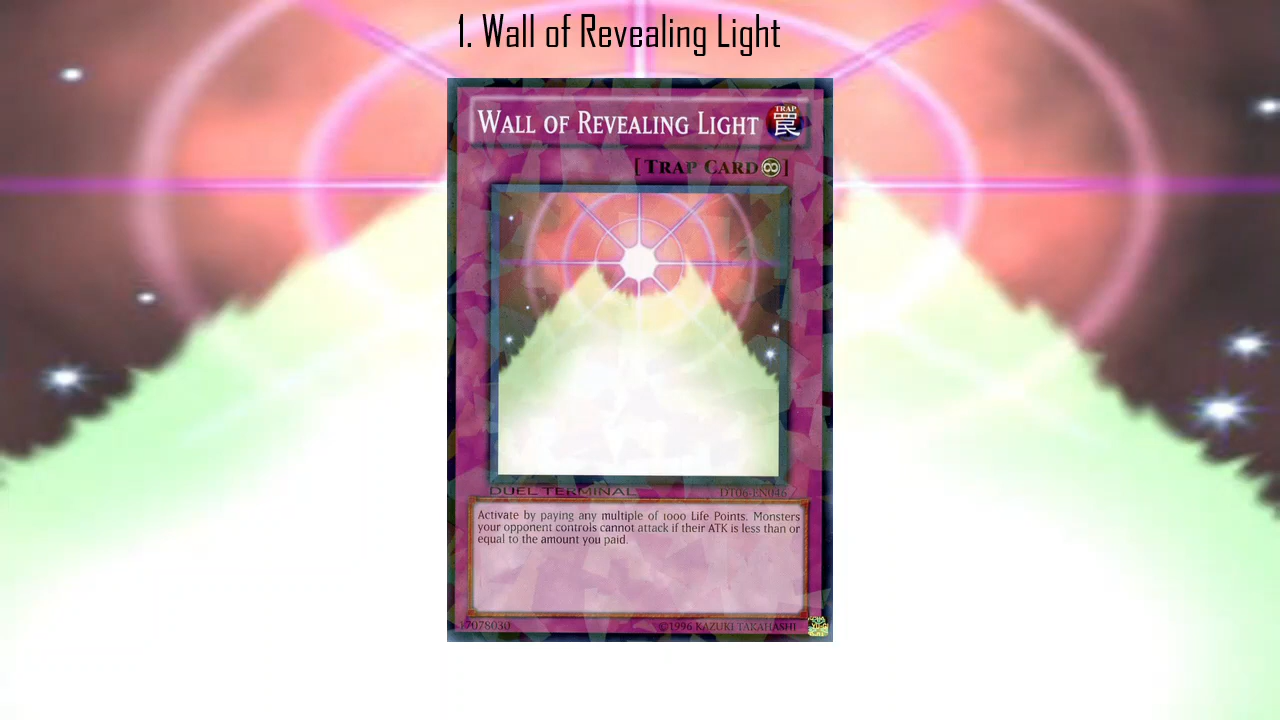 1. Wall of Revealing Light
WALL OF REVEALING LIGHT
TRAP
罠
[TRAP CARD]
DUEL TERMINAL
DT06-EN046
Activate by paying any multiple of 1000 Life Points. Monsters
your opponent controls cannot attack if their ATK is less than or
equal to the amount you paid.
17078030
©1996 KAZUKI TAKAHASHI